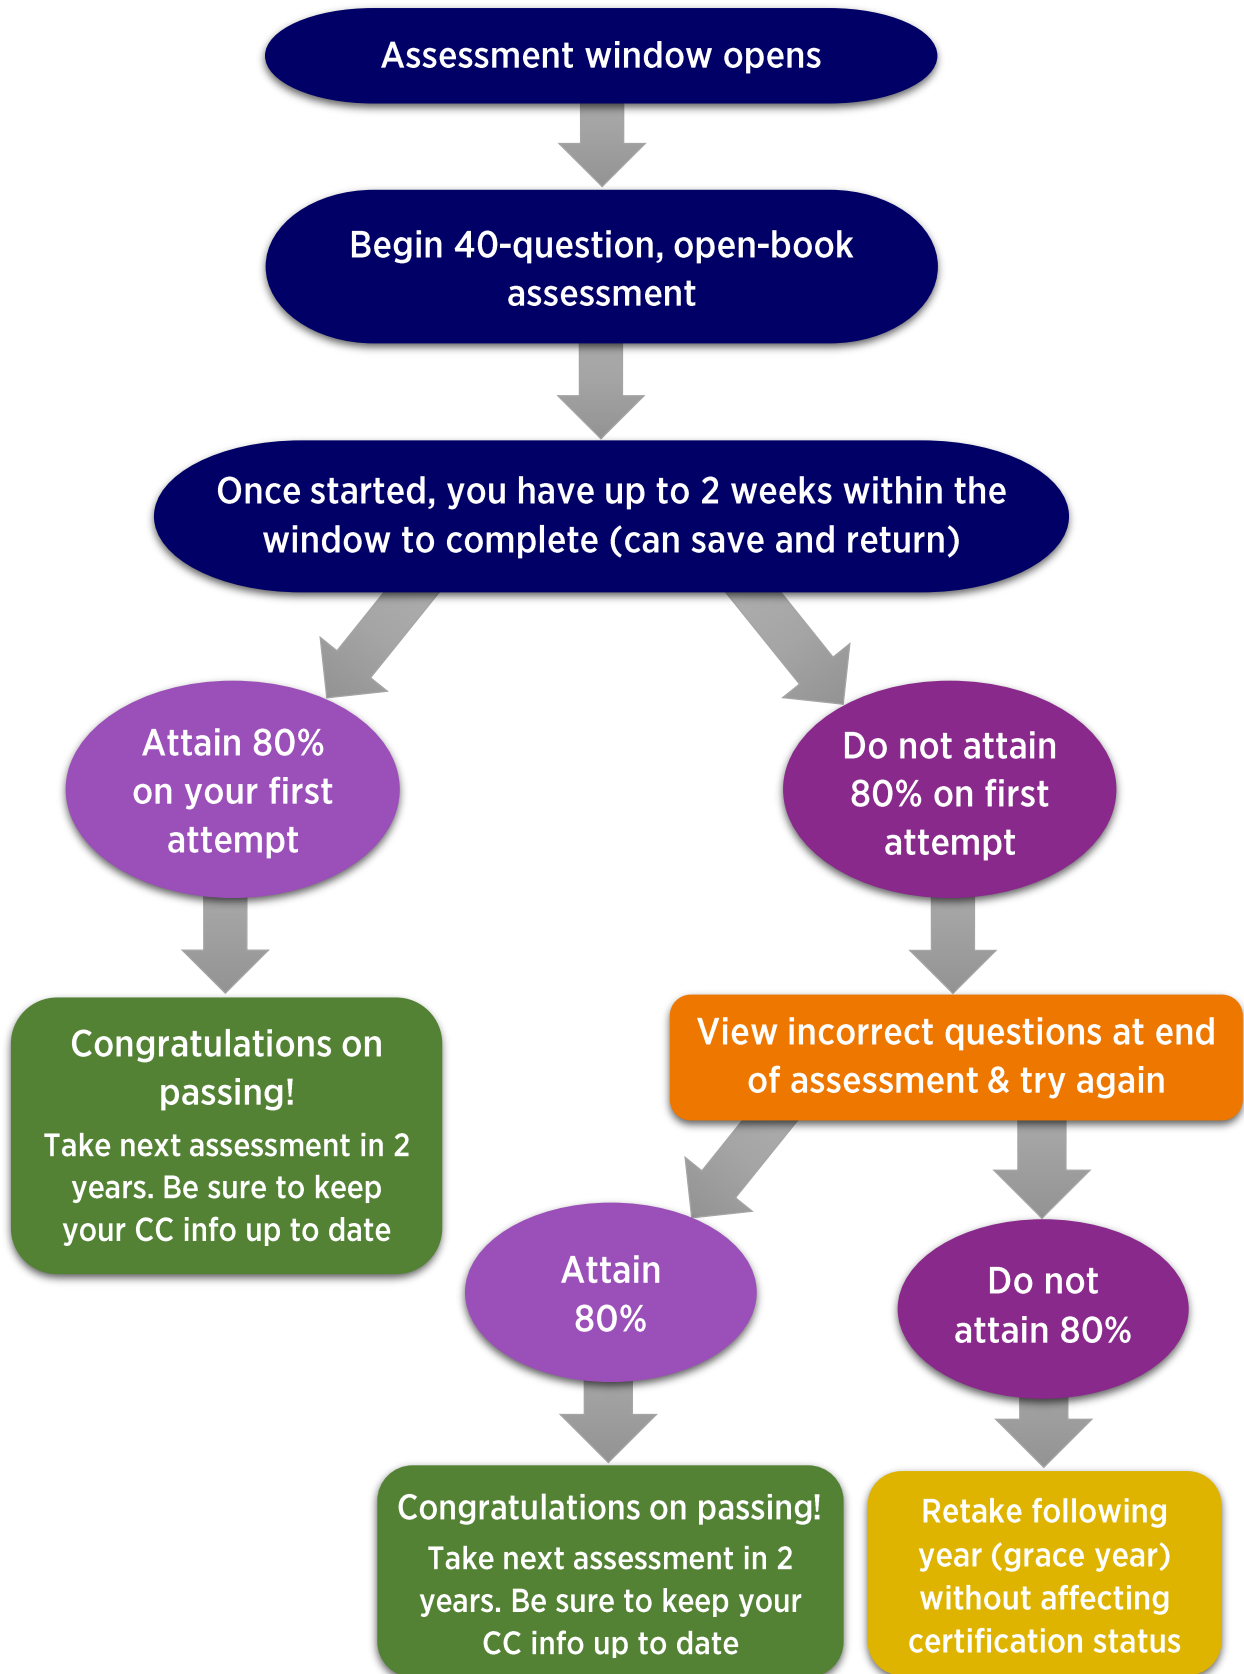 Assessment window opens
Begin 40-question, open-book
assessment
Once started, you have up to 2 weeks within the
window to complete (can save and return)
Attain 80%
on your first
attempt
Do not attain
80% on first
attempt
Congratulations on
passing!
Take next assessment in 2
years. Be sure to keep
your CC info up to date
View incorrect questions at end
of assessment & try again
Attain
80%
Do not
attain 80%
Congratulations on passing!
Take next assessment in 2
years. Be sure to keep your
CC info up to date
Retake following
year (grace year)
without affecting
certification status